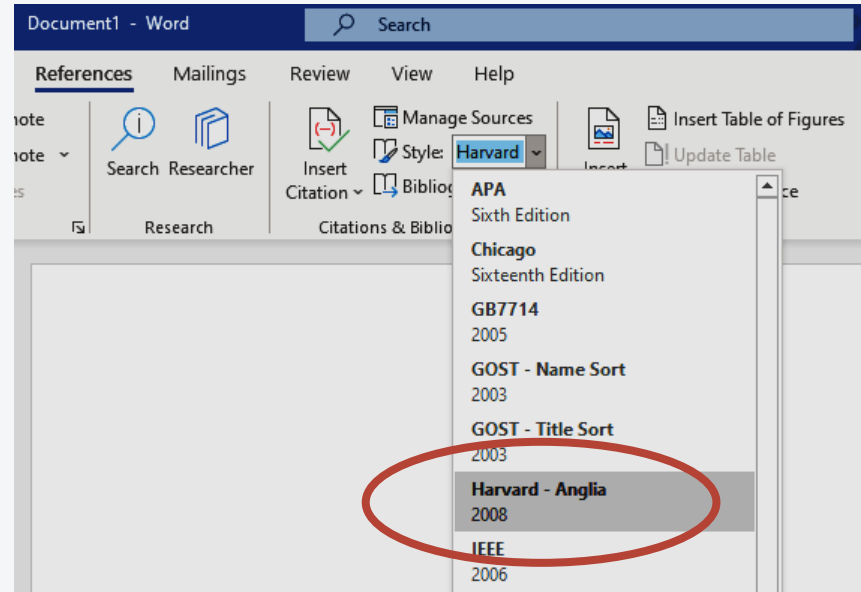 Document1 - Word
Search
References Mailings Review View Help
note
note
es
Search Researcher
Research
Insert
Citation
Manage Sources
Style: Harvard
Bibliog
Citations & Biblio
Insert
Insert Table of Figures
Update Table
ce
APA
Sixth Edition
Chicago
Sixteenth Edition
GB7714
2005
GOST - Name Sort
2003
GOST - Title Sort
2003
Harvard - Anglia
2008
IEEE
2006